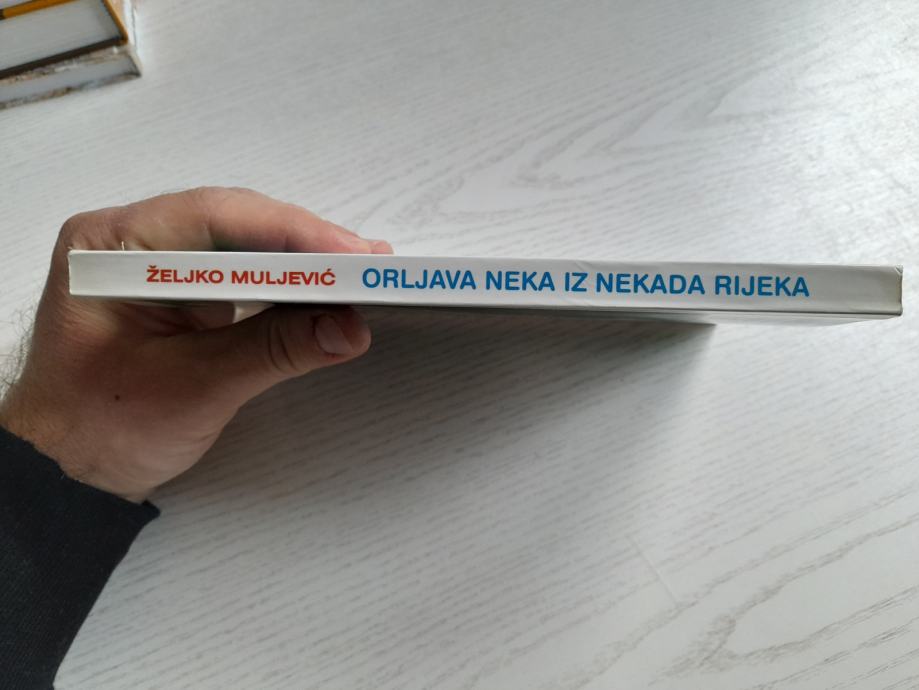 ŽELJKO MULJEVIĆ ORLJAVA NEKA IZ NEKADA RIJEKA